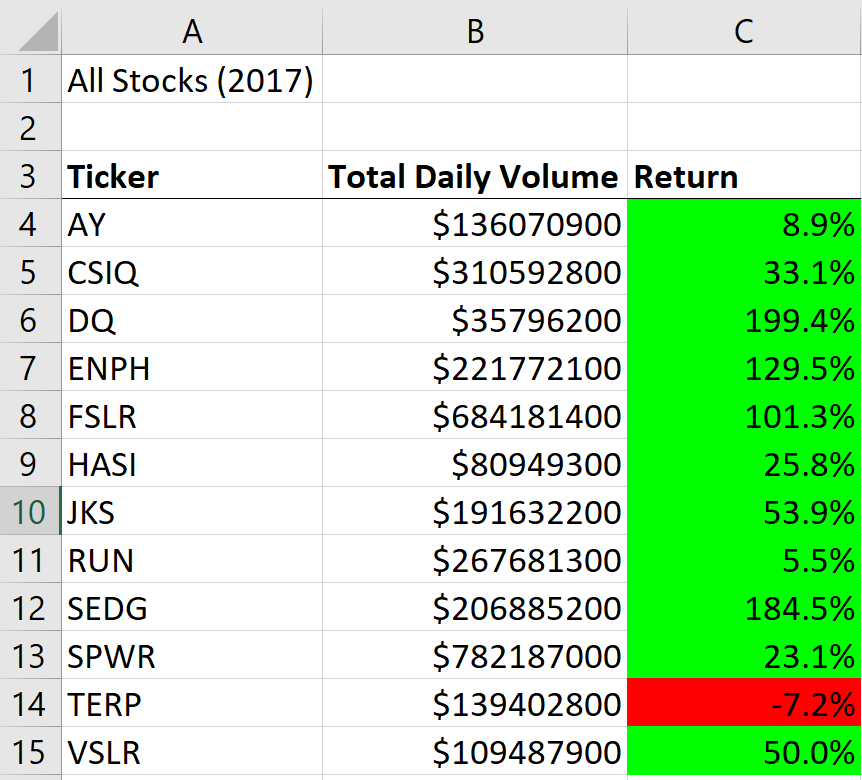 A B C
1 All Stocks (2017)
2
3 Ticker Total Daily Volume Return
4 AY $136070900 8.9%
5 CSIQ $310592800 33.1%
6 DQ $35796200 199.4%
7 ENPH $221772100 129.5%
8 FSLR $684181400 101.3%
9 HASI $80949300 25.8%
10 JKS $191632200 53.9%
11 RUN $267681300 5.5%
12 SEDG $206885200 184.5%
13 SPWR $782187000 23.1%
14 TERP $139402800 -7.2%
15 VSLR $109487900 50.0%